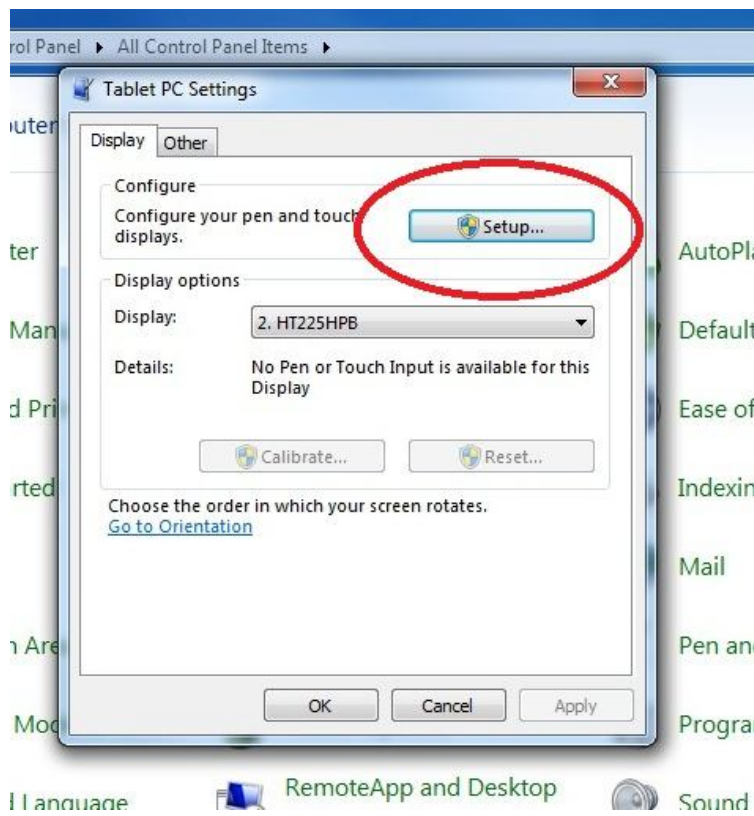 rol Panel ▸ All Control Panel Items ▸
Tablet PC Settings
Display Other
Configure
Configure your pen and touch
displays.
Setup...
Display options
Display:
2. HT225HPB
Details:
No Pen or Touch Input is available for this
Display
Calibrate...
Reset...
Choose the order in which your screen rotates.
Go to Orientation
OK
Cancel
Apply
uter
ter
Man
d Pri
rted
n Are
Mod
d Language
RemoteApp and Desktop
AutoPla
Default
Ease of
Indexin
Mail
Pen an
Progra
Sound